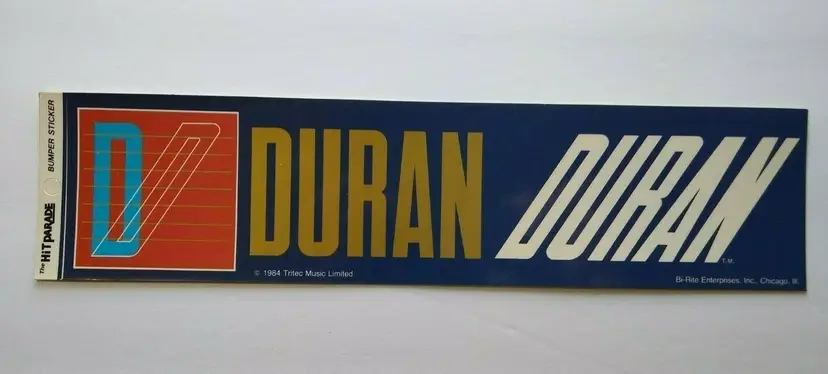 The HiT PARADE BUMPER STICKER
D D
DURAN DURAN
T.M.
© 1984 Tritec Music Limited
Bi-Rite Enterprises, Inc., Chicago, Ill.